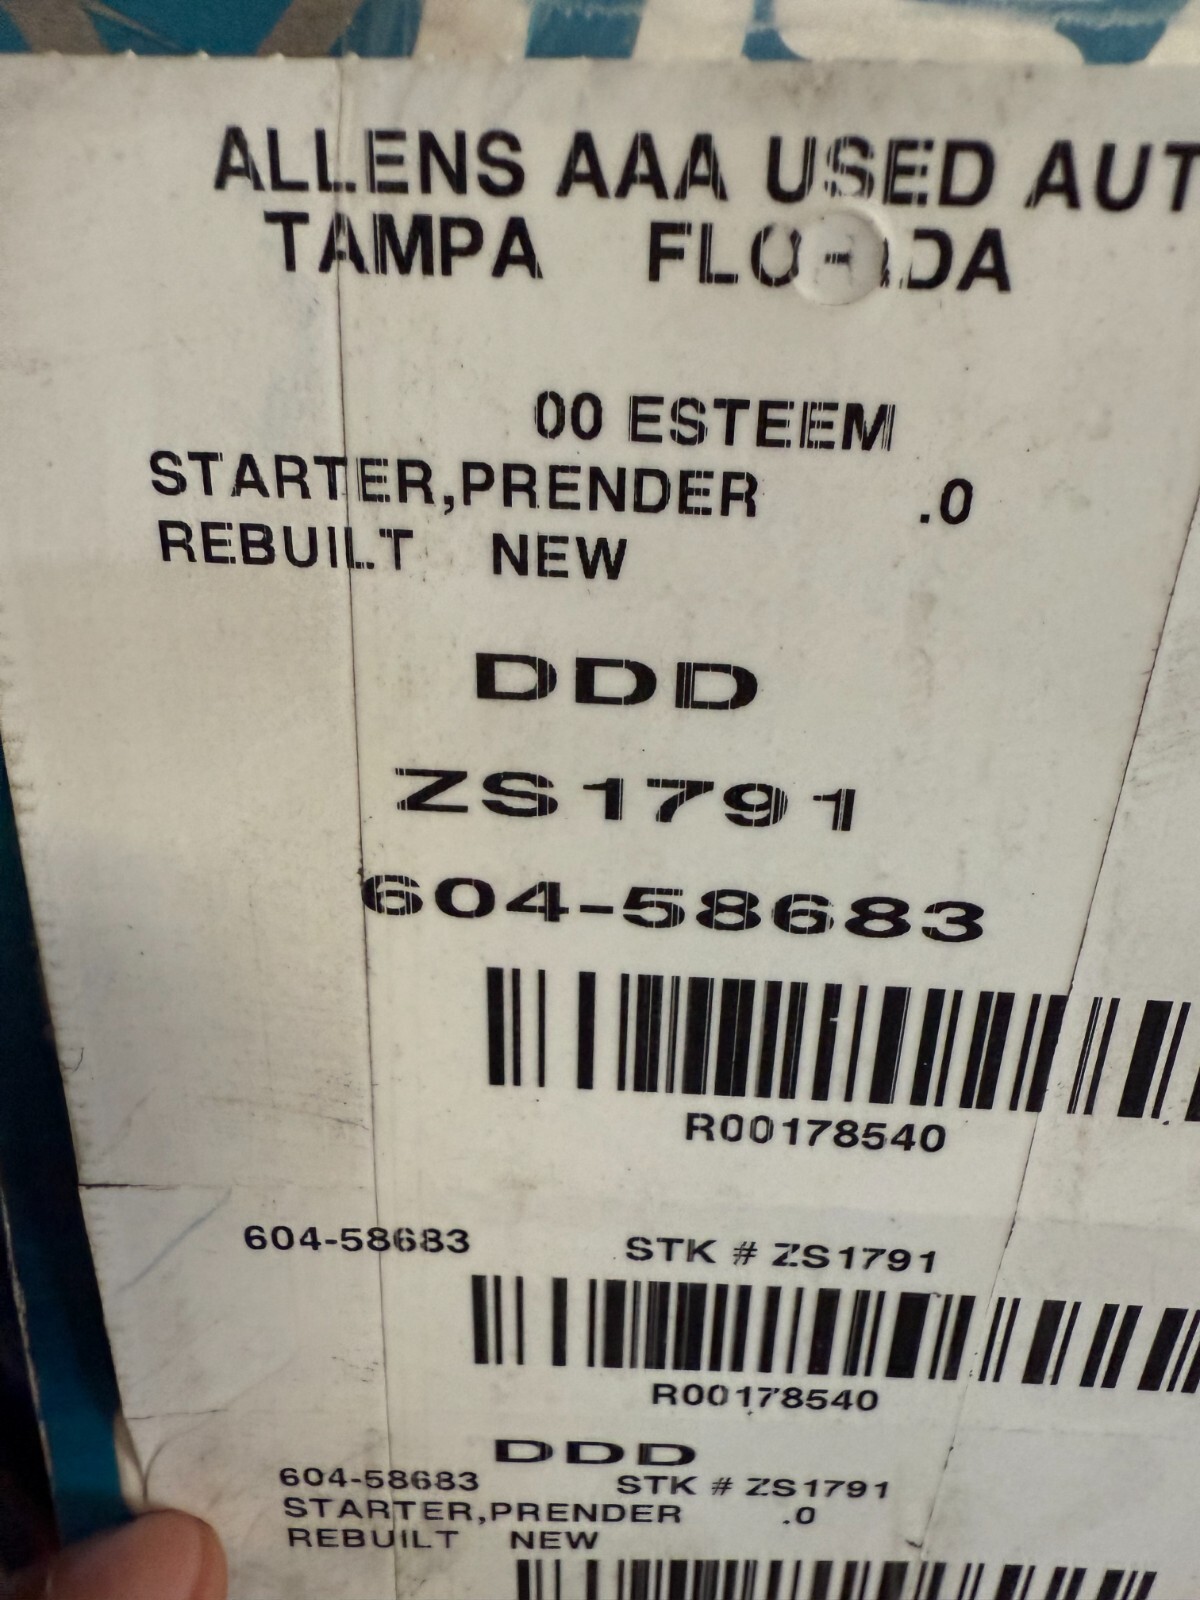 ALLENS AAA USED AUT
TAMPA FLORIDA
00 ESTEEM
STARTER,PRENDER .0
REBUILT NEW
DDD
ZS1791
604-58683
R00178540
604-58683 STK # ZS1791
R00178540
DDD
604-58683 STK # ZS1791
STARTER,PRENDER .0
REBUILT NEW